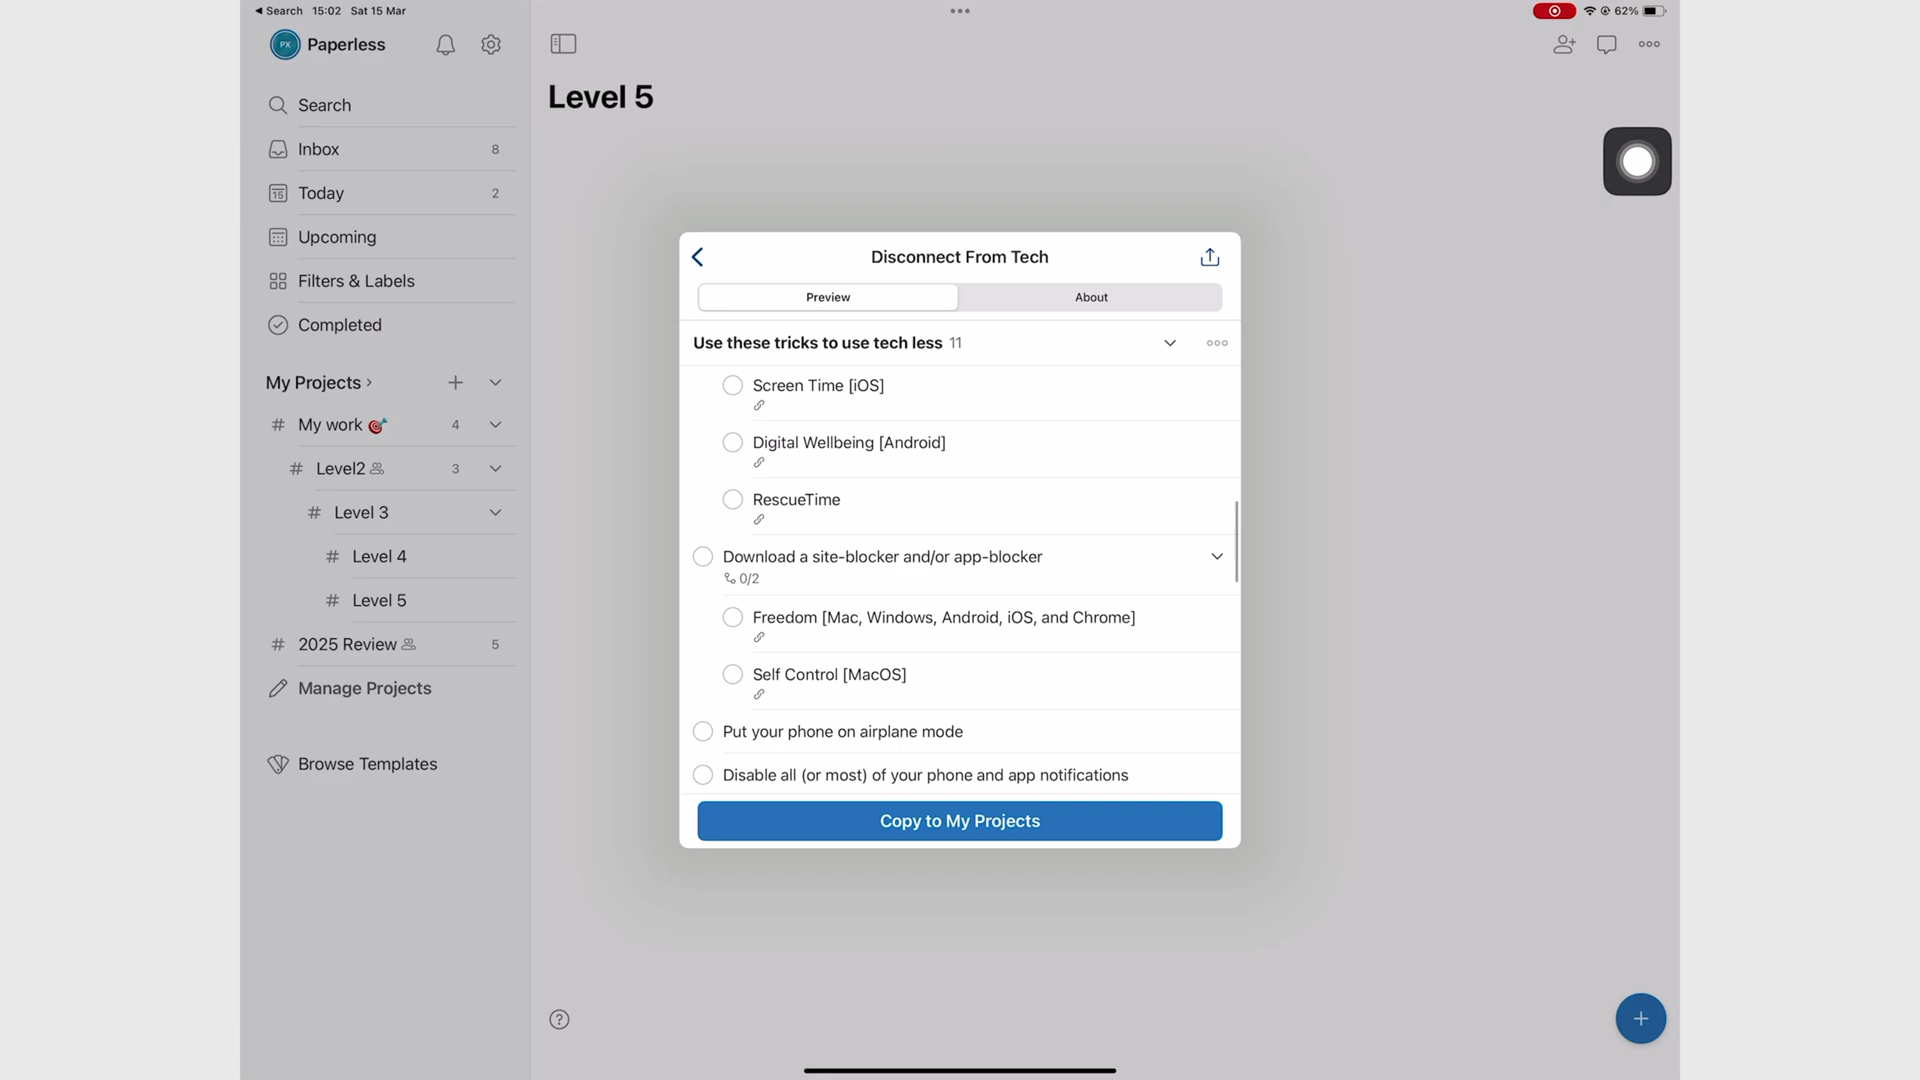 Search 15:02 Sat 15 Mar
62%
PX Paperless
Search
Inbox 8
15 Today 2
Upcoming
Filters & Labels
Completed
My Projects
# My work 4
# Level2 3
# Level 3
# Level 4
# Level 5
# 2025 Review 5
Manage Projects
Browse Templates
Level 5
Disconnect From Tech
Preview About
Use these tricks to use tech less 11
Screen Time [iOS]
Digital Wellbeing [Android]
RescueTime
Download a site-blocker and/or app-blocker
0/2
Freedom [Mac, Windows, Android, iOS, and Chrome]
Self Control [MacOS]
Put your phone on airplane mode
Disable all (or most) of your phone and app notifications
Copy to My Projects